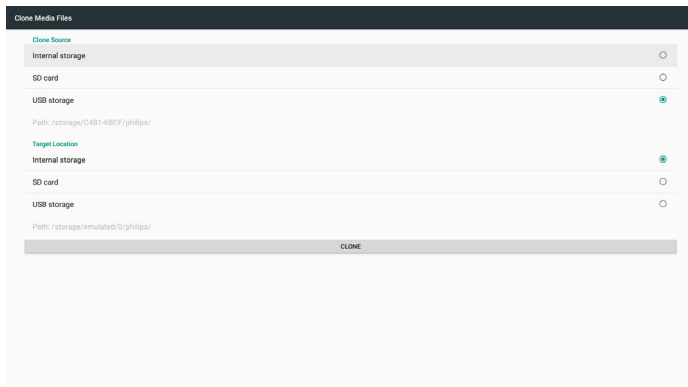 Clone Media Files
Clone Source
Internal storage
SD card
USB storage
Path: /storage/C4B1-6BCF/philips/
Target Location
Internal storage
SD card
USB storage
Path: /storage/emulated/0/philips/
CLONE